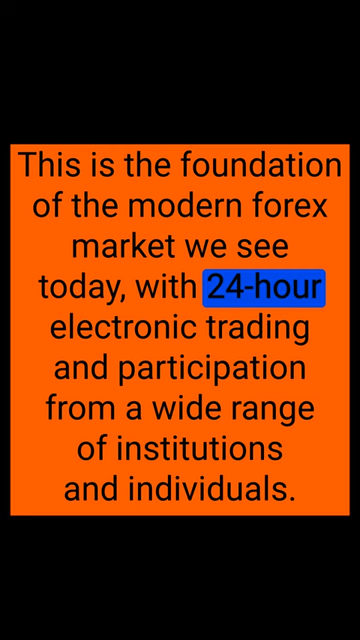 This is the foundation
of the modern forex
market we see
today, with 24-hour
electronic trading
and participation
from a wide range
of institutions
and individuals.